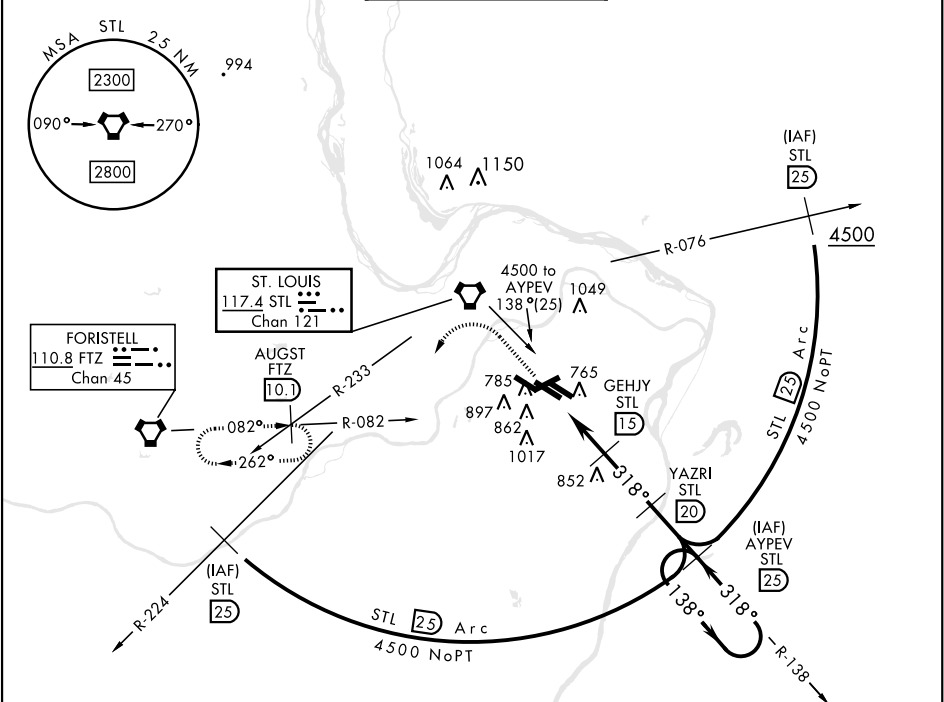 MSA STL 25 NM
2300
090°
270°
2800
994
1064
1150
(IAF)
STL
25
4500
R-076
ST. LOUIS
117.4 STL
Chan 121
4500 to
AYPEV
138°(25)
1049
FORISTELL
110.8 FTZ
Chan 45
AUGST
FTZ
10.1
R-233
R-082
082°
262°
785
765
897
862
1017
852
GEHJY
STL
15
318°
YAZRI
STL
20
STL 25 Arc
4500 NoPT
(IAF)
AYPEV
STL
25
(IAF)
STL
25
R-224
STL 25 Arc
4500 NoPT
138°
318°
R-138